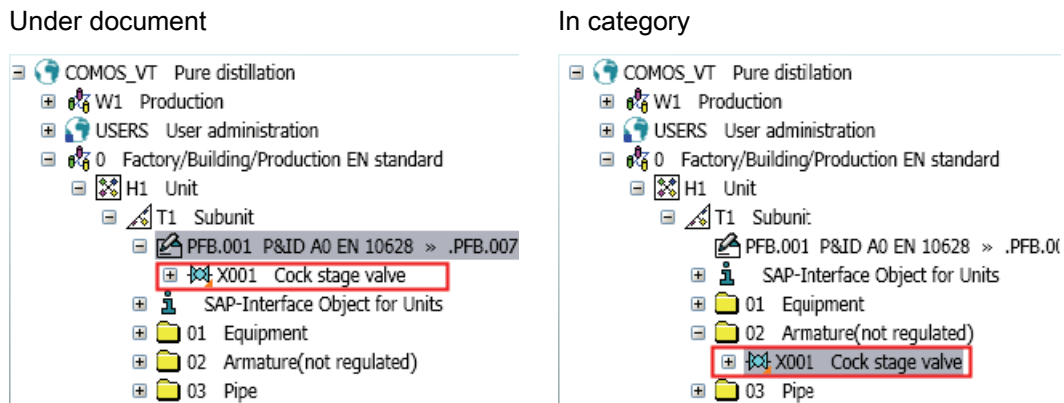 Under document
COMOS_VT Pure distillation
W1 Production
USERS User administration
0 Factory/Building/Production EN standard
H1 Unit
T1 Subunit
PFB.001 P&ID A0 EN 10628 » .PFB.007
X001 Cock stage valve
SAP-Interface Object for Units
01 Equipment
02 Armature(not regulated)
03 Pipe
In category
COMOS_VT Pure distillation
W1 Production
USERS User administration
0 Factory/Building/Production EN standard
H1 Unit
T1 Subunit
PFB.001 P&ID A0 EN 10628 » .PFB.0
SAP-Interface Object for Units
01 Equipment
02 Armature(not regulated)
X001 Cock stage valve
03 Pipe